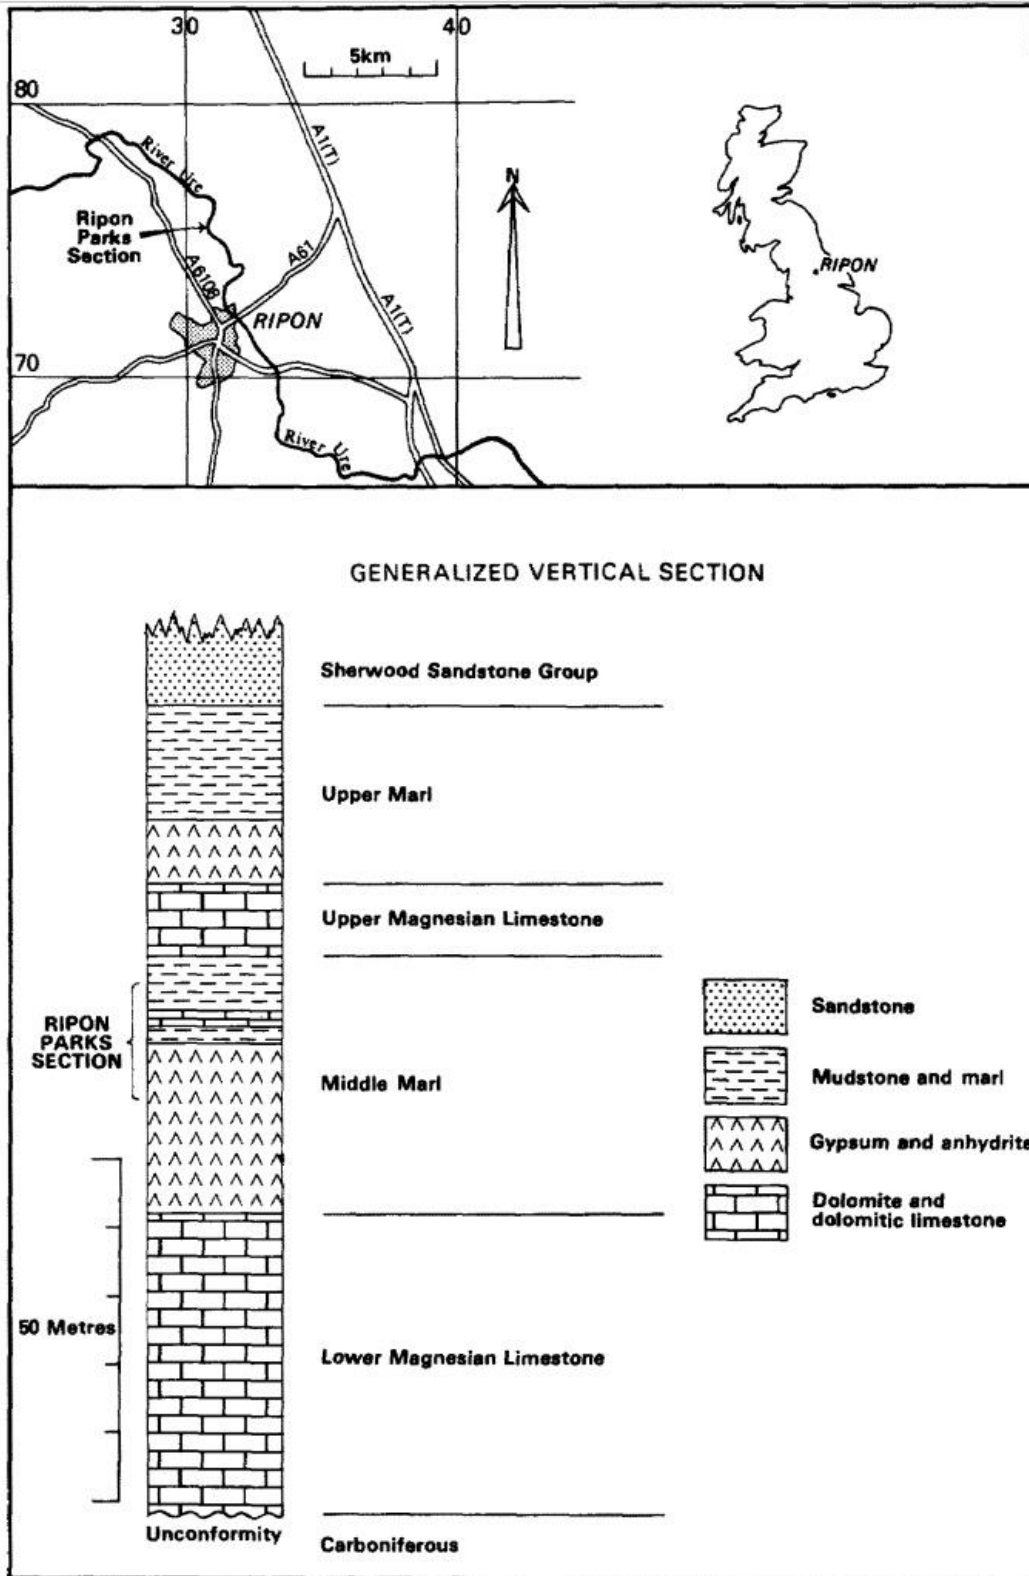 30
40
5km
80
A1(T)
River Ure
N
Ripon
Parks
Section
A6108
A61
RIPON
A1(T)
RIPON
70
River Ure
GENERALIZED VERTICAL SECTION
Sherwood Sandstone Group
Upper Marl
Upper Magnesian Limestone
RIPON
PARKS
SECTION
Middle Marl
Sandstone
Mudstone and marl
Gypsum and anhydrite
Dolomite and
dolomitic limestone
50 Metres
Lower Magnesian Limestone
Unconformity
Carboniferous